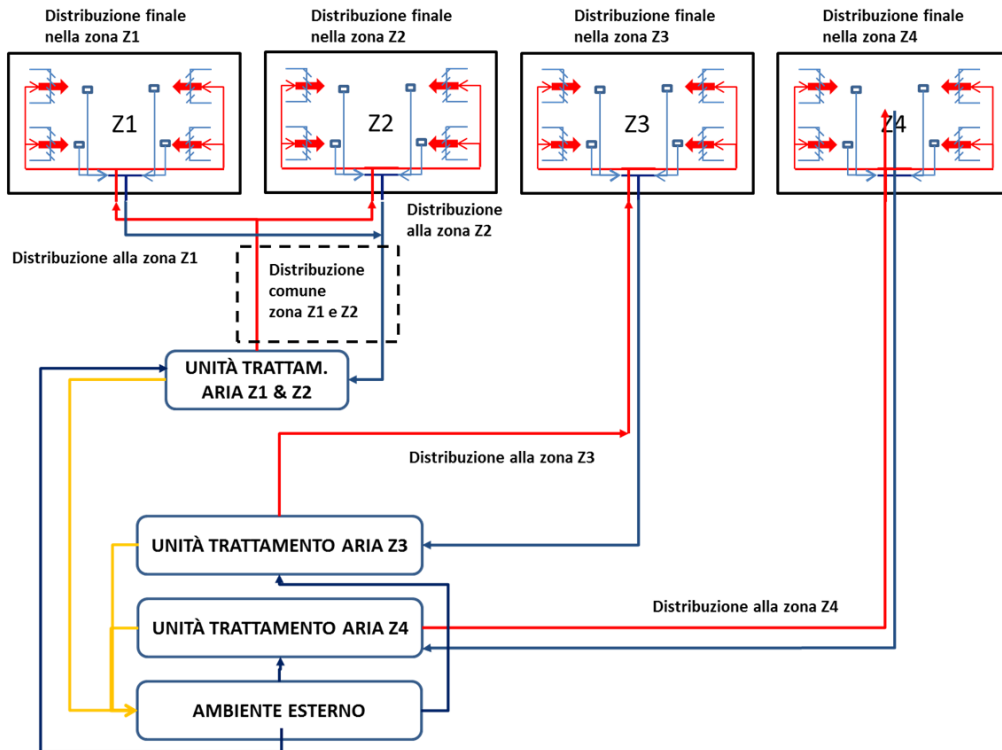 Distribuzione finale
nella zona Z1
Distribuzione finale
nella zona Z2
Distribuzione finale
nella zona Z3
Distribuzione finale
nella zona Z4
Z1
Z2
Z3
Z4
Distribuzione
alla zona Z2
Distribuzione alla zona Z1
Distribuzione
comune
zona Z1 e Z2
UNITÀ TRATTAM.
ARIA Z1 & Z2
Distribuzione alla zona Z3
UNITÀ TRATTAMENTO ARIA Z3
Distribuzione alla zona Z4
UNITÀ TRATTAMENTO ARIA Z4
AMBIENTE ESTERNO